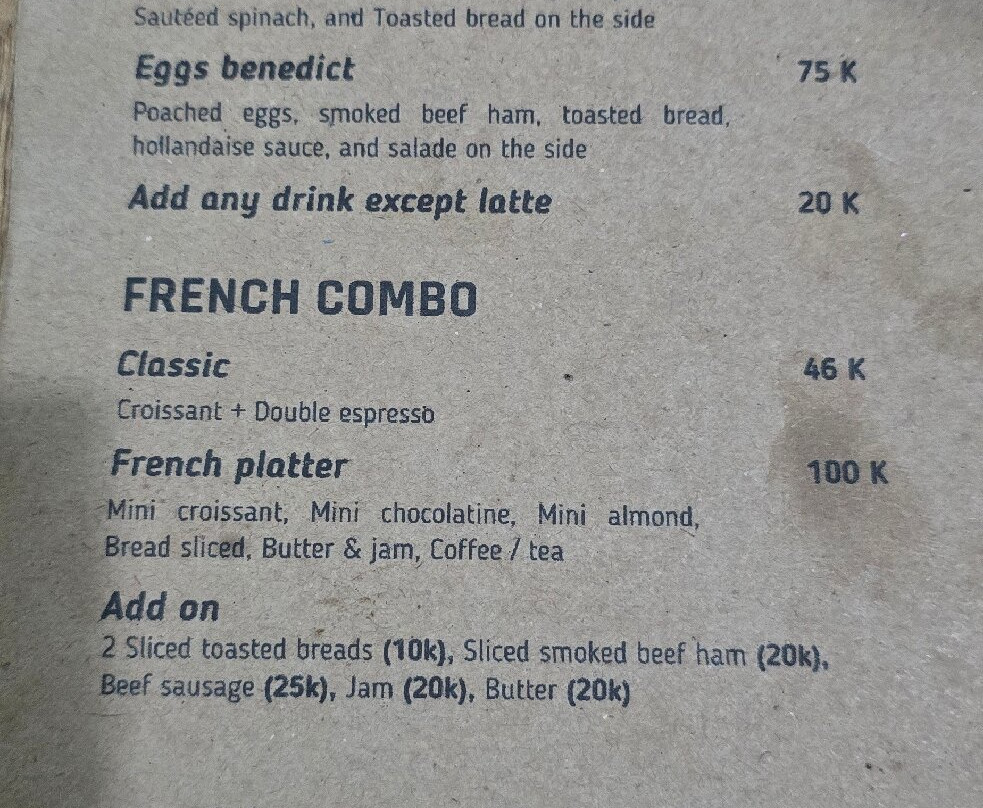 Sautéed spinach, and Toasted bread on the side
Eggs benedict 75 K
Poached eggs, smoked beef ham, toasted bread,
hollandaise sauce, and salade on the side
Add any drink except latte 20 K
FRENCH COMBO
Classic 46 K
Croissant + Double espresso
French platter 100 K
Mini croissant, Mini chocolatine, Mini almond,
Bread sliced, Butter & jam, Coffee / tea
Add on
2 Sliced toasted breads (10k), Sliced smoked beef ham (20k),
Beef sausage (25k), Jam (20k), Butter (20k)